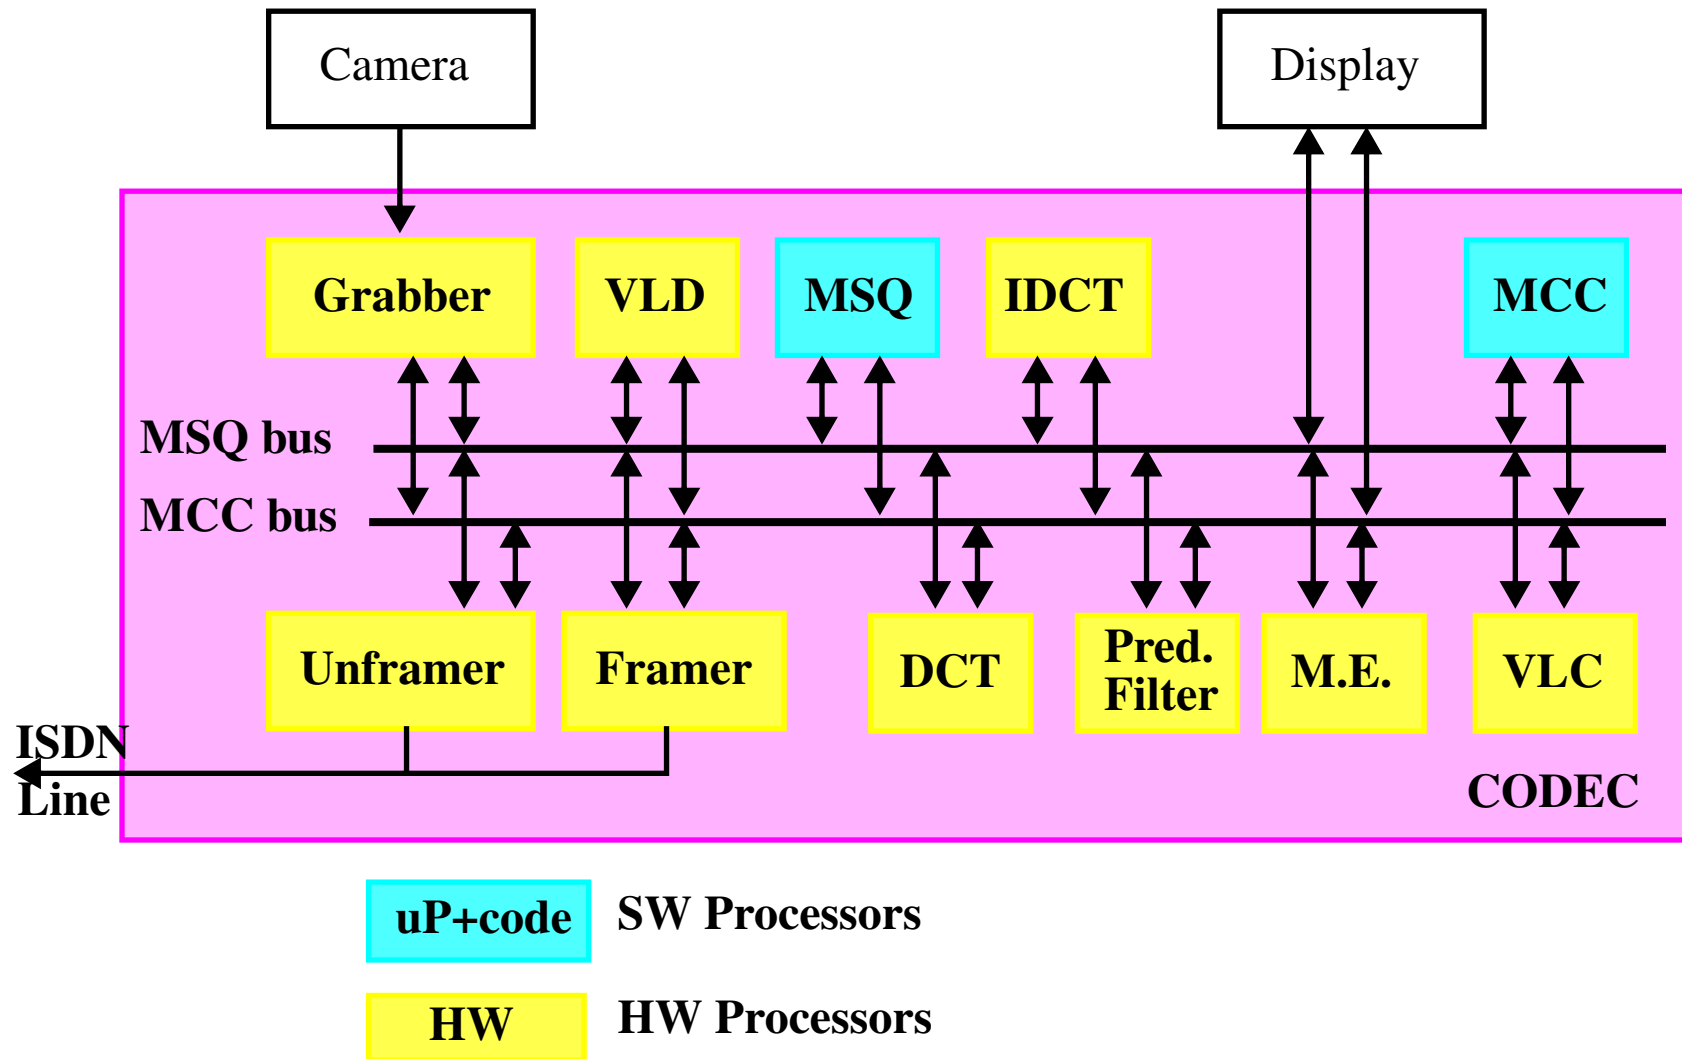 Camera
Display
Grabber
VLD
MSQ
IDCT
MCC
MSQ bus
MCC bus
Unframer
Framer
DCT
Pred.
Filter
M.E.
VLC
ISDN
Line
CODEC
uP+code
SW Processors
HW
HW Processors